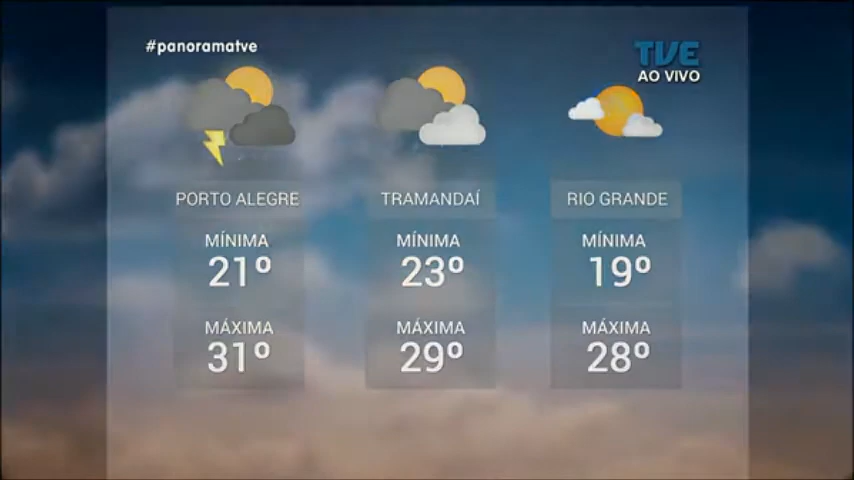 #panoramatve
TVE
AO VIVO
PORTO ALEGRE
TRAMANDAÍ
RIO GRANDE
MÍNIMA
21º
MÍNIMA
23º
MÍNIMA
19º
MÁXIMA
31º
MÁXIMA
29º
MÁXIMA
28º